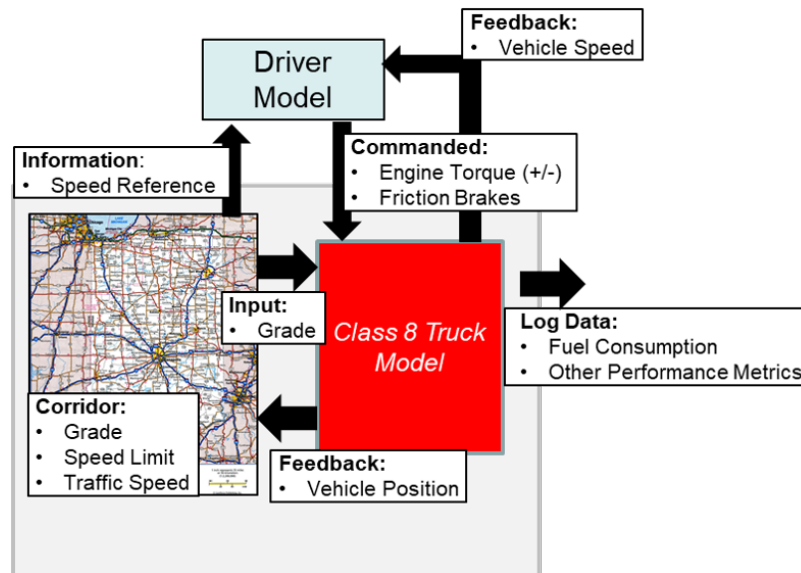 Feedback:
• Vehicle Speed
Driver
Model
Information:
• Speed Reference
Commanded:
• Engine Torque (+/-)
• Friction Brakes
Input:
• Grade
Class 8 Truck
Model
Log Data:
• Fuel Consumption
• Other Performance Metrics
Corridor:
• Grade
• Speed Limit
• Traffic Speed
Feedback:
• Vehicle Position